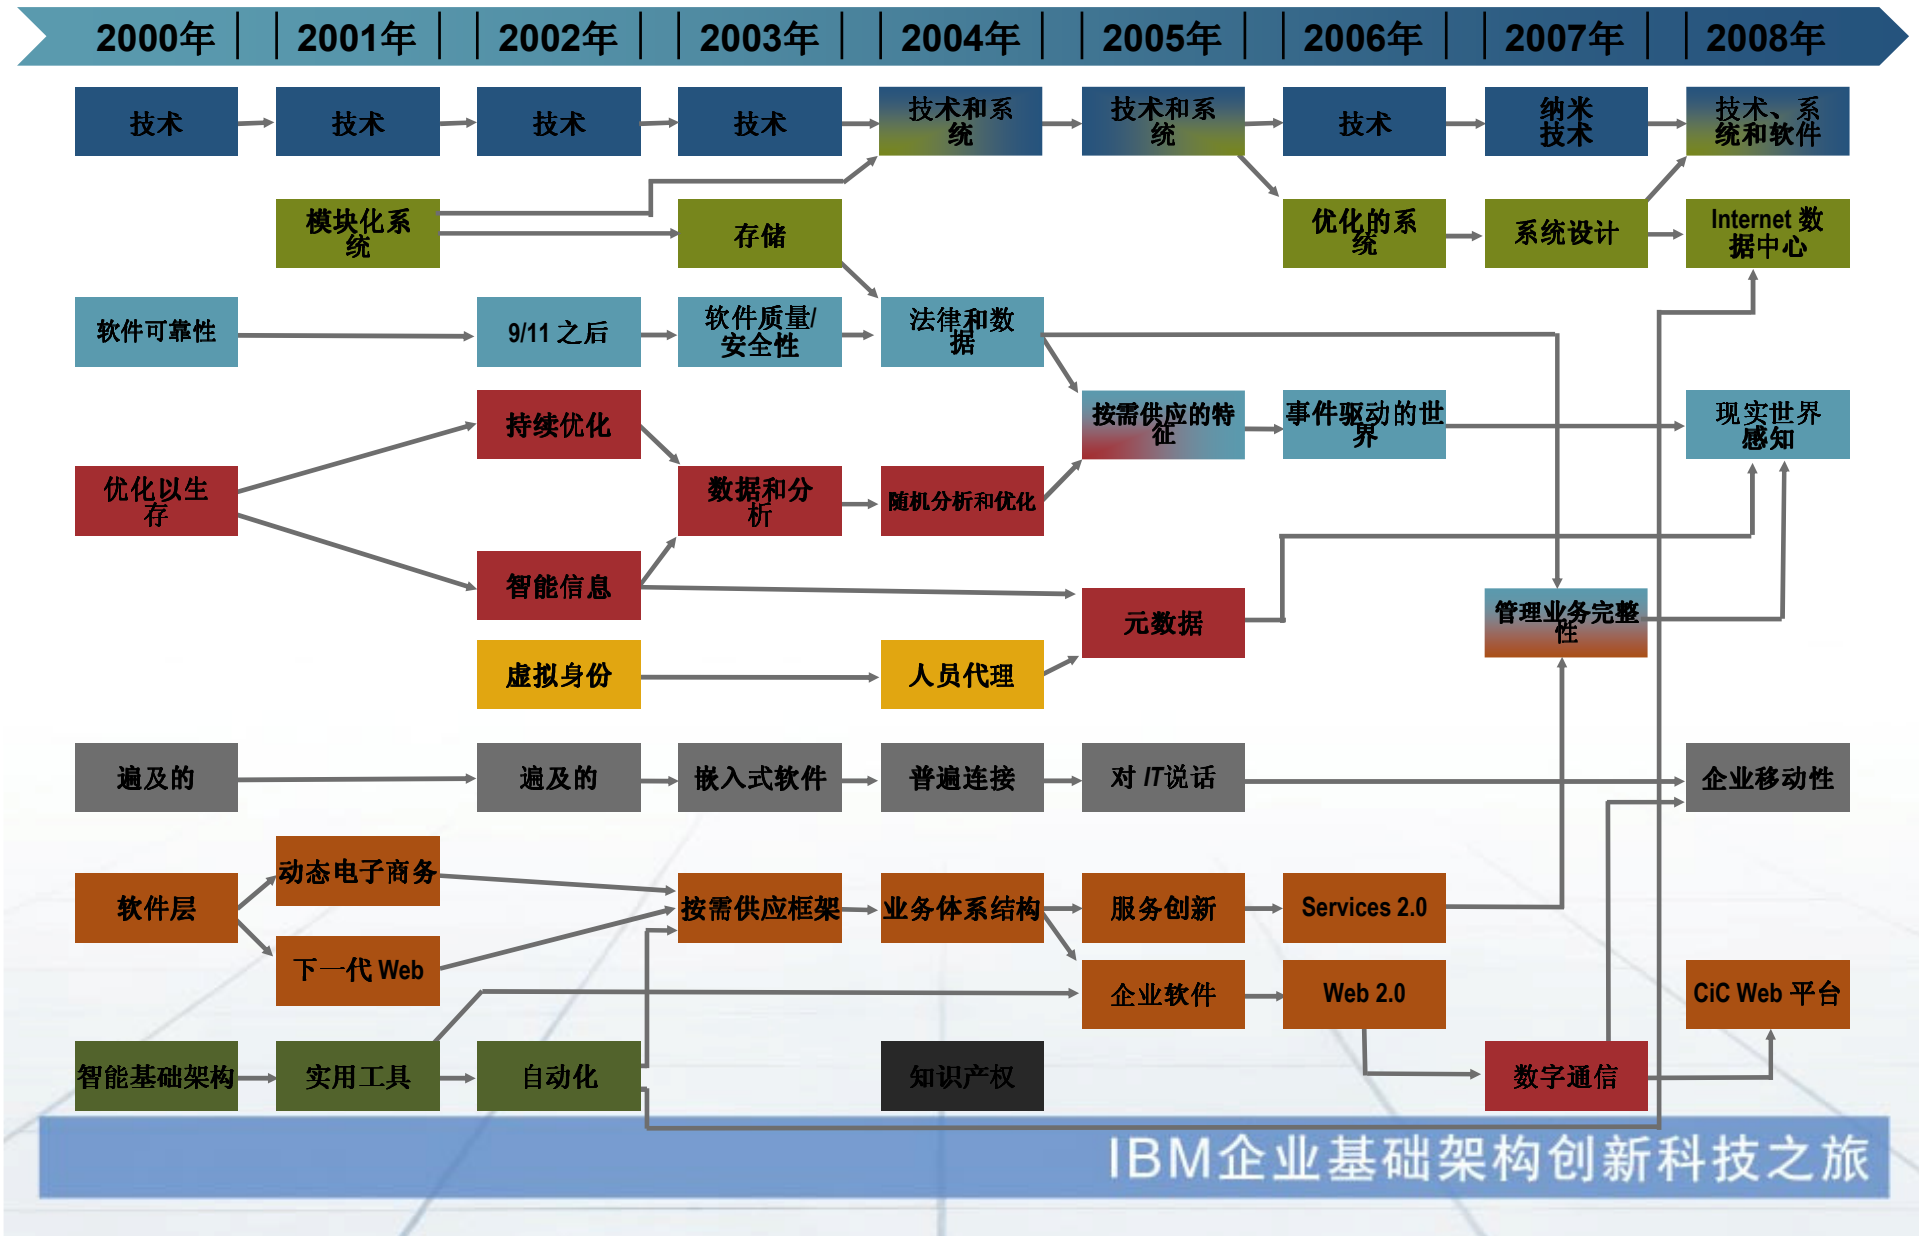 2000年
2001年
2002年
2003年
2004年
2005年
2006年
2007年
2008年
技术
技术
技术
技术
技术和系
统
技术和系
统
技术
纳米
技术
技术、系
统和软件
模块化系
统
存储
优化的系
统
系统设计
Internet 数
据中心
软件可靠性
9/11 之后
软件质量/
安全性
法律和数
据
持续优化
按需供应的特
征
事件驱动的世
界
现实世界
感知
优化以生
存
数据和分
析
随机分析和优化
智能信息
元数据
管理业务完整
性
虚拟身份
人员代理
遍及的
遍及的
嵌入式软件
普遍连接
对 IT说话
企业移动性
动态电子商务
软件层
按需供应框架
业务体系结构
服务创新
Services 2.0
下一代 Web
企业软件
Web 2.0
CiC Web 平台
智能基础架构
实用工具
自动化
知识产权
数字通信
IBM企业基础架构创新科技之旅